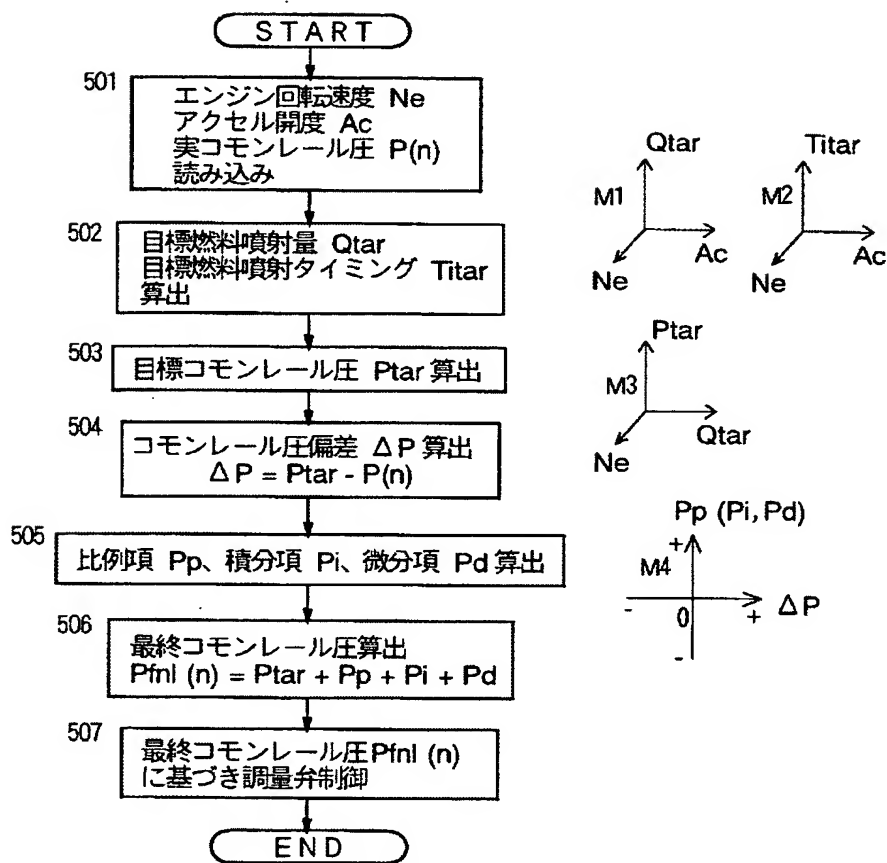 START
501
エンジン回転速度 Ne
アクセル開度 Ac
実コモンレール圧 P(n)
読み込み
502
目標燃料噴射量 Qtar
目標燃料噴射タイミング Titar
算出
503
目標コモンレール圧 Ptar 算出
504
コモンレール圧偏差 ΔP 算出
ΔP = Ptar - P(n)
505
比例項 Pp、積分項 Pi、微分項 Pd 算出
506
最終コモンレール圧算出
Pfnl (n) = Ptar + Pp + Pi + Pd
507
最終コモンレール圧Pfnl (n)
に基づき調量弁制御
END
Qtar
M1
Ac
Ne
Titar
M2
Ac
Ne
Ptar
M3
Qtar
Ne
Pp (Pi, Pd)
+
M4
-
0
+
ΔP
-